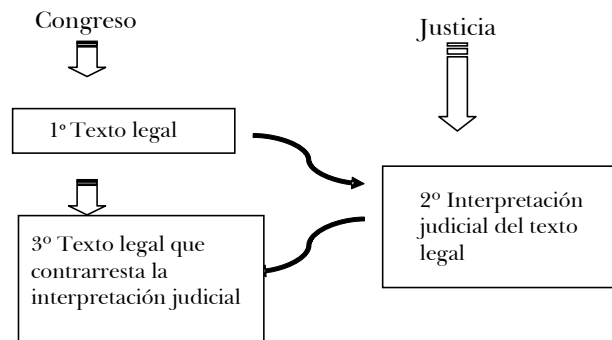 Congreso
Justicia
1º Texto legal
2º Interpretación
judicial del texto
legal
3º Texto legal que
contrarresta la
interpretación judicial